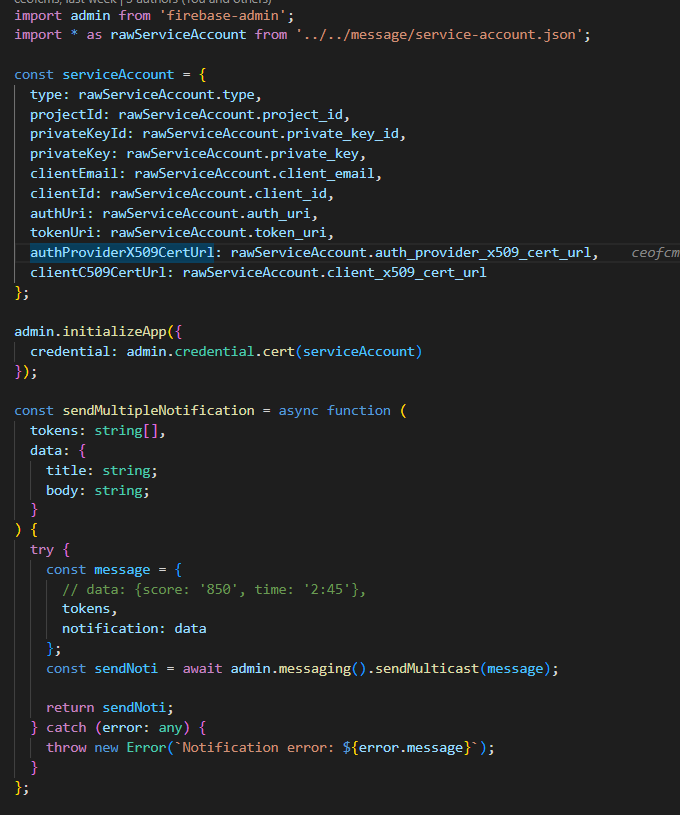 ceofcms, last week | 3 authors (You and others)
import admin from 'firebase-admin';
import * as rawServiceAccount from '../../message/service-account.json';
const serviceAccount = {
type: rawServiceAccount.type,
projectId: rawServiceAccount.project_id,
privateKeyId: rawServiceAccount.private_key_id,
privateKey: rawServiceAccount.private_key,
clientEmail: rawServiceAccount.client_email,
clientId: rawServiceAccount.client_id,
authUri: rawServiceAccount.auth_uri,
tokenUri: rawServiceAccount.token_uri,
authProviderX509CertUrl: rawServiceAccount.auth_provider_x509_cert_url, ceofcm
clientC509CertUrl: rawServiceAccount.client_x509_cert_url
};
admin.initializeApp({
credential: admin.credential.cert(serviceAccount)
});
const sendMultipleNotification = async function (
tokens: string[],
data: {
title: string;
body: string;
}
) {
try {
const message = {
// data: {score: '850', time: '2:45'},
tokens,
notification: data
};
const sendNoti = await admin.messaging().sendMulticast(message);
return sendNoti;
} catch (error: any) {
throw new Error(`Notification error: ${error.message}`);
}
};